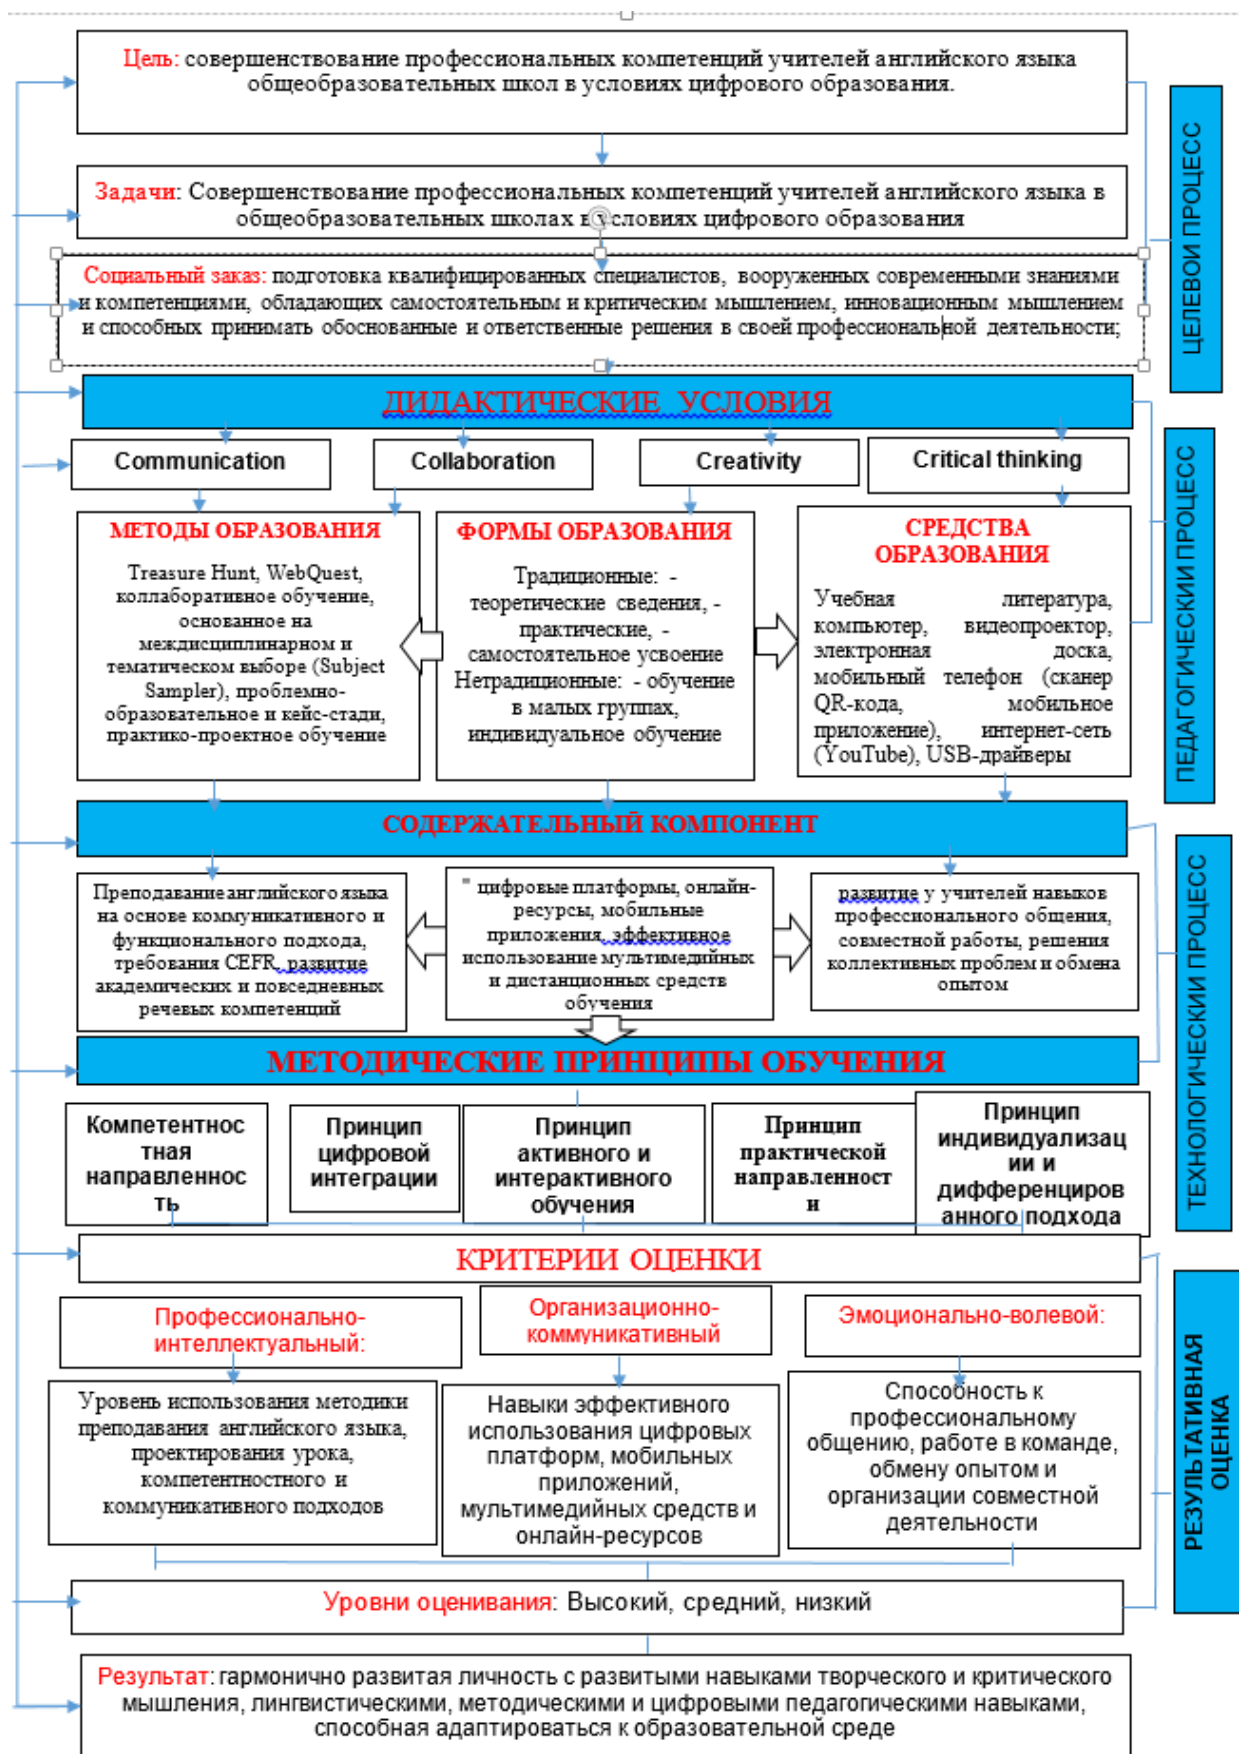 Цель: совершенствование профессиональных компетенций учителей английского языка
общеобразовательных школ в условиях цифрового образования.
Задачи: Совершенствование профессиональных компетенций учителей английского языка в
общеобразовательных школах в условиях цифрового образования
Социальный заказ: подготовка квалифицированных специалистов, вооруженных современными знаниями
и компетенциями, обладающих самостоятельным и критическим мышлением, инновационным мышлением
и способных принимать обоснованные и ответственные решения в своей профессиональной деятельности;
ЦЕЛЕВОЙ ПРОЦЕСС
ДИДАКТИЧЕСКИЕ УСЛОВИЯ
Communication
Collaboration
Creativity
Critical thinking
МЕТОДЫ ОБРАЗОВАНИЯ
Treasure Hunt, WebQuest,
коллаборативное обучение,
основанное на
междисциплинарном и
тематическом выборе (Subject
Sampler), проблемно-
образовательное и кейс-стади,
практико-проектное обучение
ФОРМЫ ОБРАЗОВАНИЯ
Традиционные: -
теоретические сведения, -
практические, -
самостоятельное усвоение
Нетрадиционные: - обучение
в малых группах,
индивидуальное обучение
СРЕДСТВА
ОБРАЗОВАНИЯ
Учебная литература,
компьютер, видеопроектор,
электронная доска,
мобильный телефон (сканер
QR-кода, мобильное
приложение), интернет-сеть
(YouTube), USB-драйверы
ПЕДАГОГИЧЕСКИЙ ПРОЦЕСС
СОДЕРЖАТЕЛЬНЫЙ КОМПОНЕНТ
Преподавание английского языка
на основе коммуникативного и
функционального подхода,
требования CEFR, развитие
академических и повседневных
речевых компетенций
" цифровые платформы, онлайн-
ресурсы, мобильные
приложения, эффективное
использование мультимедийных
и дистанционных средств
обучения
развитие у учителей навыков
профессионального общения,
совместной работы, решения
коллективных проблем и обмена
опытом
МЕТОДИЧЕСКИЕ ПРИНЦИПЫ ОБУЧЕНИЯ
Компетентнос
тная
направленнос
ть
Принцип
цифровой
интеграции
Принцип
активного и
интерактивного
обучения
Принцип
практической
направленност
и
Принцип
индивидуализац
ии и
дифференциров
анного подхода
ТЕХНОЛОГИЧЕСКИЙ ПРОЦЕСС
КРИТЕРИИ ОЦЕНКИ
Профессионально-
интеллектуальный:
Организационно-
коммуникативный
Эмоционально-волевой:
Уровень использования методики
преподавания английского языка,
проектирования урока,
компетентностного и
коммуникативного подходов
Навыки эффективного
использования цифровых
платформ, мобильных
приложений,
мультимедийных средств и
онлайн-ресурсов
Способность к
профессиональному
общению, работе в команде,
обмену опытом и
организации совместной
деятельности
РЕЗУЛЬТАТИВНАЯ
ОЦЕНКА
Уровни оценивания: Высокий, средний, низкий
Результат: гармонично развитая личность с развитыми навыками творческого и критического
мышления, лингвистическими, методическими и цифровыми педагогическими навыками,
способная адаптироваться к образовательной среде